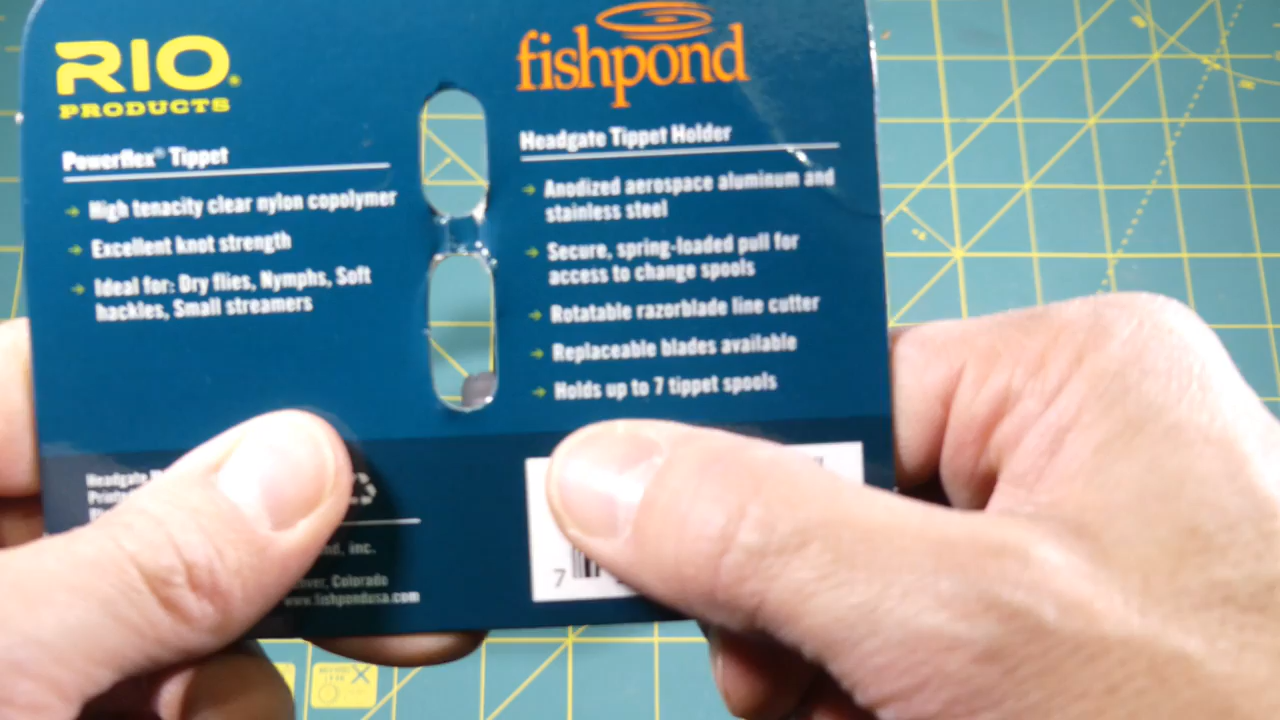 RIO
PRODUCTS
Powerflex® Tippet
High tenacity clear nylon copolymer
Excellent knot strength
Ideal for: Dry flies, Nymphs, Soft
hackles, Small streamers
fishpond
Headgate Tippet Holder
Anodized aerospace aluminum and
stainless steel
Secure, spring-loaded pull for
access to change spools
Rotatable razorblade line cutter
Replaceable blades available
Holds up to 7 tippet spools
Headgate
inc.
Colorado
www.fishpondusa.com
7